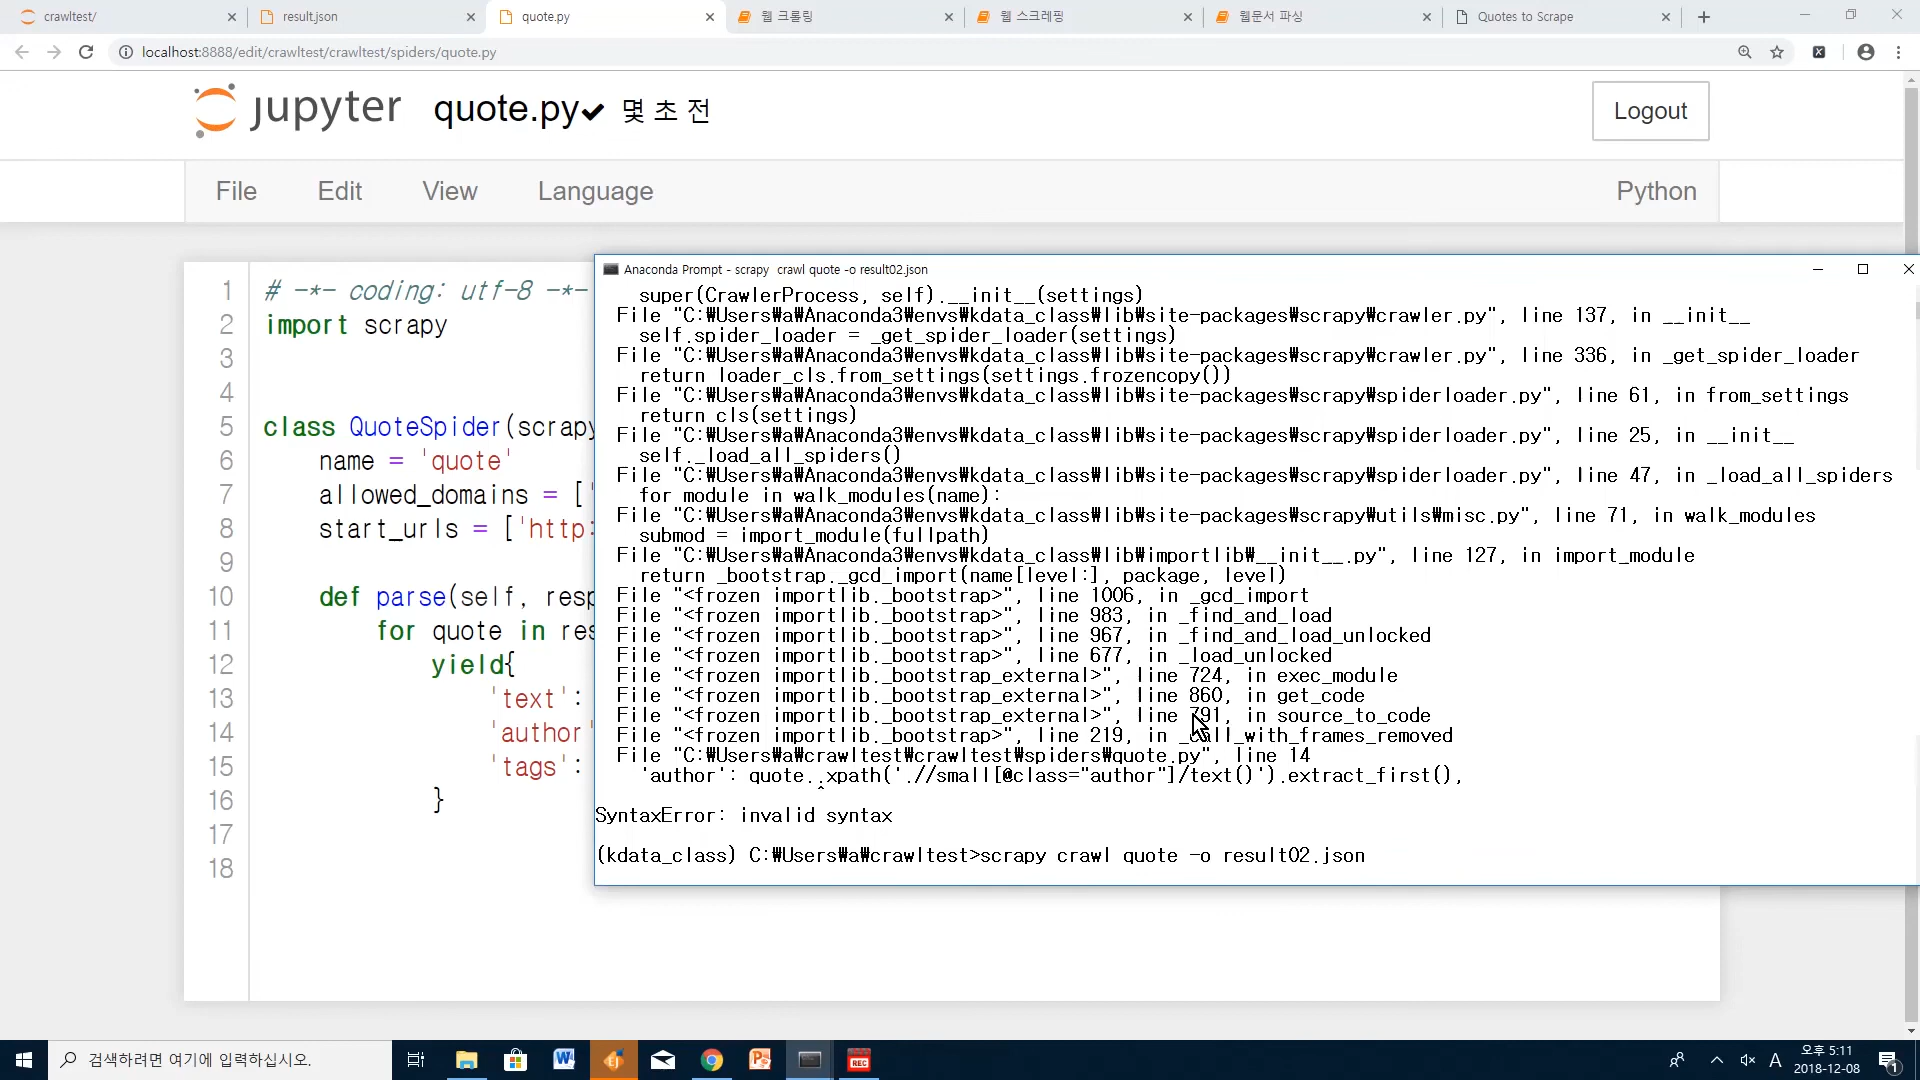 crawltest/
result.json
quote.py
웹 크롤링
웹 스크레핑
웹문서 파싱
Quotes to Scrape
localhost:8888/edit/crawltest/crawltest/spiders/quote.py
jupyter quote.py 몇 초 전
Logout
File Edit View Language Python
1 # -*- coding: utf-8 -*-
2 import scrapy
3
4
5 class QuoteSpider(scrapy
6 name = 'quote'
7 allowed_domains = ['
8 start_urls = ['http:
9
10 def parse(self, resp
11 for quote in res
12 yield{
13 'text':
14 'author'
15 'tags':
16 }
17
18
Anaconda Prompt - scrapy crawl quote -o result02.json
super(CrawlerProcess, self).__init__(settings)
File "C:₩Users₩a₩Anaconda3₩envs₩kdata_class₩lib₩site-packages₩scrapy₩crawler.py", line 137, in __init__
self.spider_loader = _get_spider_loader(settings)
File "C:₩Users₩a₩Anaconda3₩envs₩kdata_class₩lib₩site-packages₩scrapy₩crawler.py", line 336, in _get_spider_loader
return loader_cls.from_settings(settings.frozencopy())
File "C:₩Users₩a₩Anaconda3₩envs₩kdata_class₩lib₩site-packages₩scrapy₩spiderloader.py", line 61, in from_settings
return cls(settings)
File "C:₩Users₩a₩Anaconda3₩envs₩kdata_class₩lib₩site-packages₩scrapy₩spiderloader.py", line 25, in __init__
self._load_all_spiders()
File "C:₩Users₩a₩Anaconda3₩envs₩kdata_class₩lib₩site-packages₩scrapy₩spiderloader.py", line 47, in _load_all_spiders
for module in walk_modules(name):
File "C:₩Users₩a₩Anaconda3₩envs₩kdata_class₩lib₩site-packages₩scrapy₩utils₩misc.py", line 71, in walk_modules
submod = import_module(fullpath)
File "C:₩Users₩a₩Anaconda3₩envs₩kdata_class₩lib₩importlib₩__init__.py", line 127, in import_module
return _bootstrap._gcd_import(name[level:], package, level)
File "<frozen importlib._bootstrap>", line 1006, in _gcd_import
File "<frozen importlib._bootstrap>", line 983, in _find_and_load
File "<frozen importlib._bootstrap>", line 967, in _find_and_load_unlocked
File "<frozen importlib._bootstrap>", line 677, in _load_unlocked
File "<frozen importlib._bootstrap_external>", line 724, in exec_module
File "<frozen importlib._bootstrap_external>", line 860, in get_code
File "<frozen importlib._bootstrap_external>", line 791, in source_to_code
File "<frozen importlib._bootstrap>", line 219, in _call_with_frames_removed
File "C:₩Users₩a₩crawltest₩crawltest₩spiders₩quote.py", line 14
'author': quote..xpath('.//small[@class="author"]/text()').extract_first(),
^
SyntaxError: invalid syntax
(kdata_class) C:₩Users₩a₩crawltest>scrapy crawl quote -o result02.json
검색하려면 여기에 입력하십시오.
REC
A
오후 5:11
2018-12-08
1